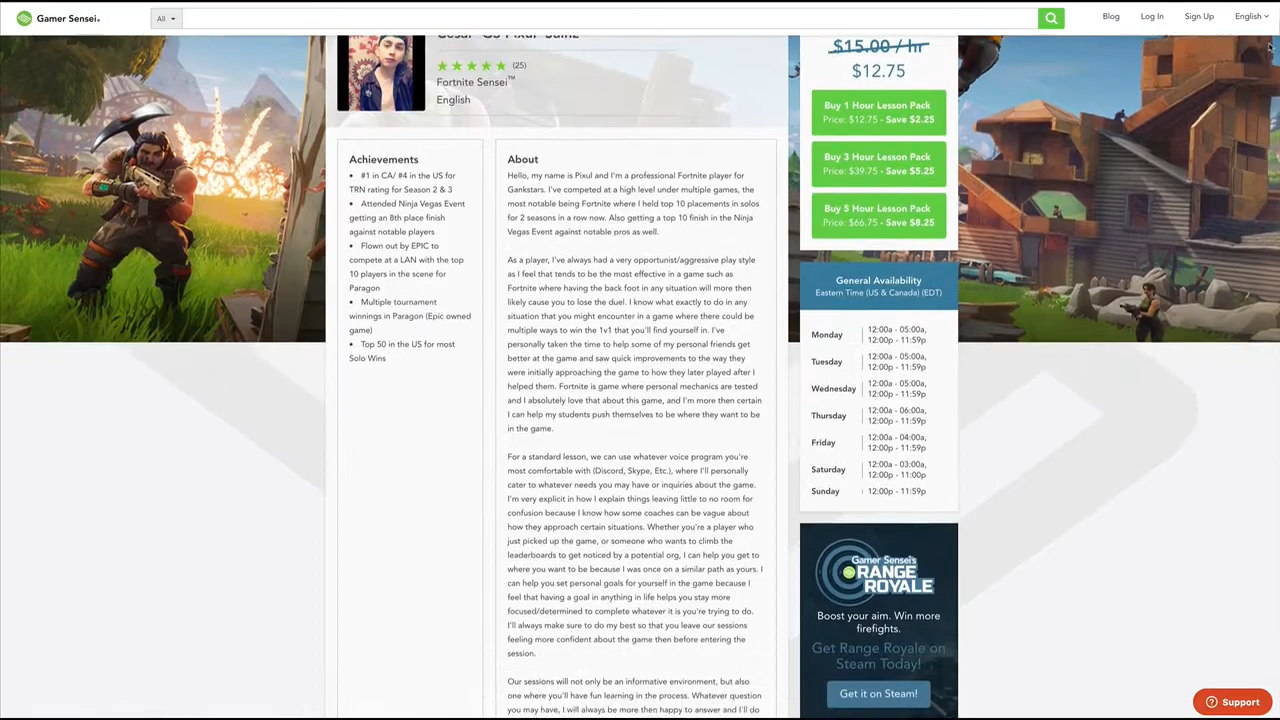 Gamer Sensei.
All
Blog
Log In
Sign Up
English
Cesar "GS Pixul" Sainz
(25)
Fortnite Sensei™
English
Achievements
• #1 in CA/ #4 in the US for
TRN rating for Season 2 & 3
• Attended Ninja Vegas Event
getting an 8th place finish
against notable players
• Flown out by EPIC to
compete at a LAN with the top
10 players in the scene for
Paragon
• Multiple tournament
winnings in Paragon (Epic owned
game)
• Top 50 in the US for most
Solo Wins
About
Hello, my name is Pixul and I'm a professional Fortnite player for
Gankstars. I've competed at a high level under multiple games, the
most notable being Fortnite where I held top 10 placements in solos
for 2 seasons in a row now. Also getting a top 10 finish in the Ninja
Vegas Event against notable pros as well.
As a player, I've always had a very opportunist/aggressive play style
as I feel that tends to be the most effective in a game such as
Fortnite where having the back foot in any situation will more then
likely cause you to lose the duel. I know what exactly to do in any
situation that you might encounter in a game where there could be
multiple ways to win the 1v1 that you'll find yourself in. I've
personally taken the time to help some of my personal friends get
better at the game and saw quick improvements to the way they
were initially approaching the game to how they later played after I
helped them. Fortnite is game where personal mechanics are tested
and I absolutely love that about this game, and I'm more then certain
I can help my students push themselves to be where they want to be
in the game.
For a standard lesson, we can use whatever voice program you're
most comfortable with (Discord, Skype, Etc.), where I'll personally
cater to whatever needs you may have or inquiries about the game.
I'm very explicit in how I explain things leaving little to no room for
confusion because I know how some coaches can be vague about
how they approach certain situations. Whether you're a player who
just picked up the game, or someone who wants to climb the
leaderboards to get noticed by a potential org, I can help you get to
where you want to be because I was once on a similar path as yours. I
can help you set personal goals for yourself in the game because I
feel that having a goal in anything in life helps you stay more
focused/determined to complete whatever it is you're trying to do.
I'll always make sure to do my best so that you leave our sessions
feeling more confident about the game then before entering the
session.
Our sessions will not only be an informative environment, but also
one where you'll have fun learning in the process. Whatever question
you may have, I will always be more then happy to answer and I'll do
$15.00 / hr
$12.75
Buy 1 Hour Lesson Pack
Price: $12.75 - Save $2.25
Buy 3 Hour Lesson Pack
Price: $39.75 - Save $5.25
Buy 5 Hour Lesson Pack
Price: $66.75 - Save $8.25
General Availability
Eastern Time (US & Canada) (EDT)
Monday 12:00a - 05:00a,
12:00p - 11:59p
Tuesday 12:00a - 05:00a,
12:00p - 11:59p
Wednesday 12:00a - 05:00a,
12:00p - 11:59p
Thursday 12:00a - 06:00a,
12:00p - 11:59p
Friday 12:00a - 04:00a,
12:00p - 11:59p
Saturday 12:00a - 03:00a,
12:00p - 11:00p
Sunday 12:00p - 11:59p
Gamer Sensei's
RANGE
ROYALE
Boost your aim. Win more
firefights.
Get Range Royale on
Steam Today!
Get it on Steam!
Support